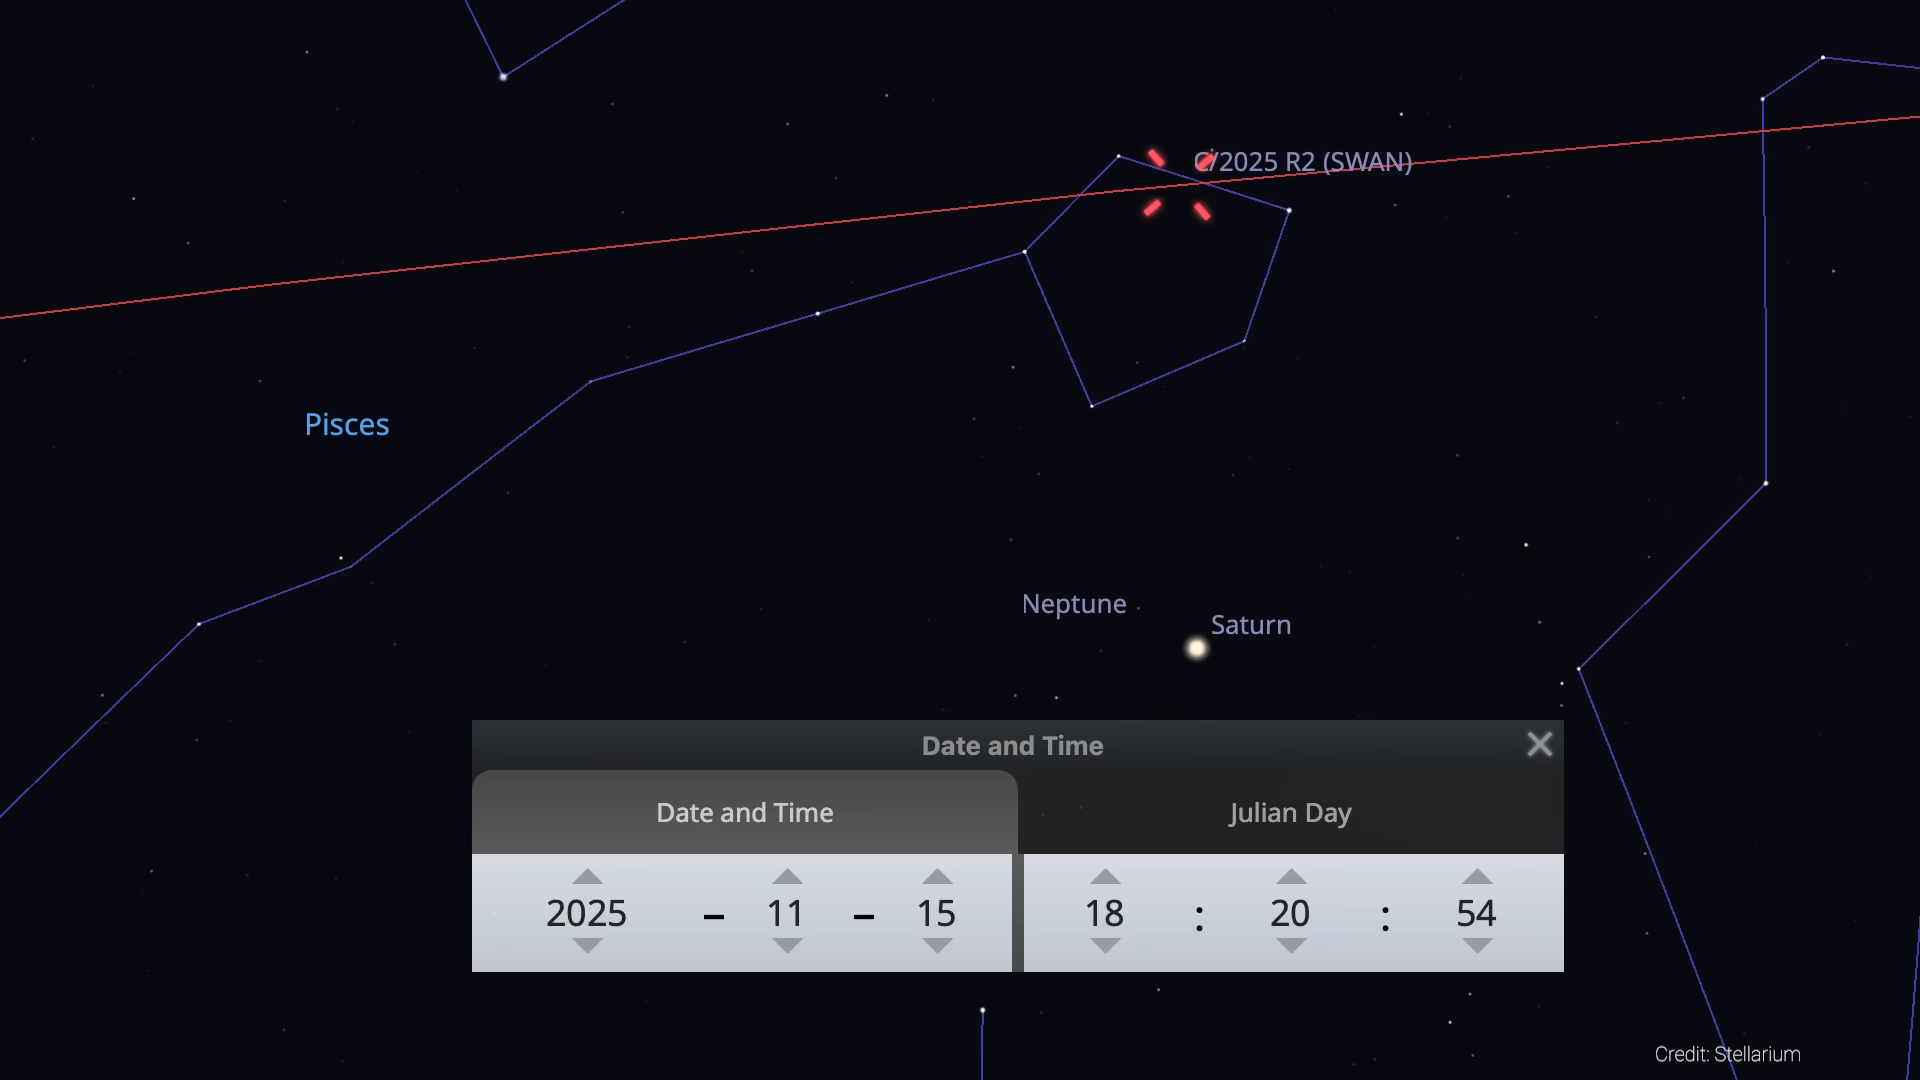 C/2025 R2 (SWAN)
Pisces
Neptune
Saturn
Date and Time
Date and Time
Julian Day
2025 - 11 - 15
18 : 20 : 54
Credit: Stellarium